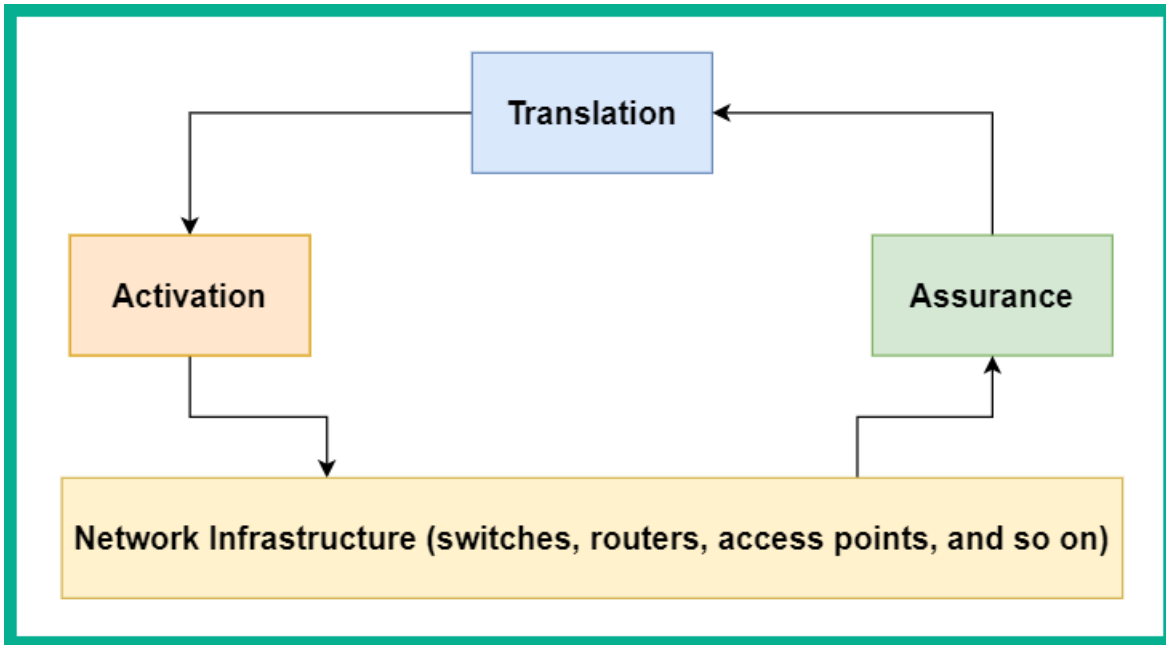 Translation
Activation
Assurance
Network Infrastructure (switches, routers, access points, and so on)